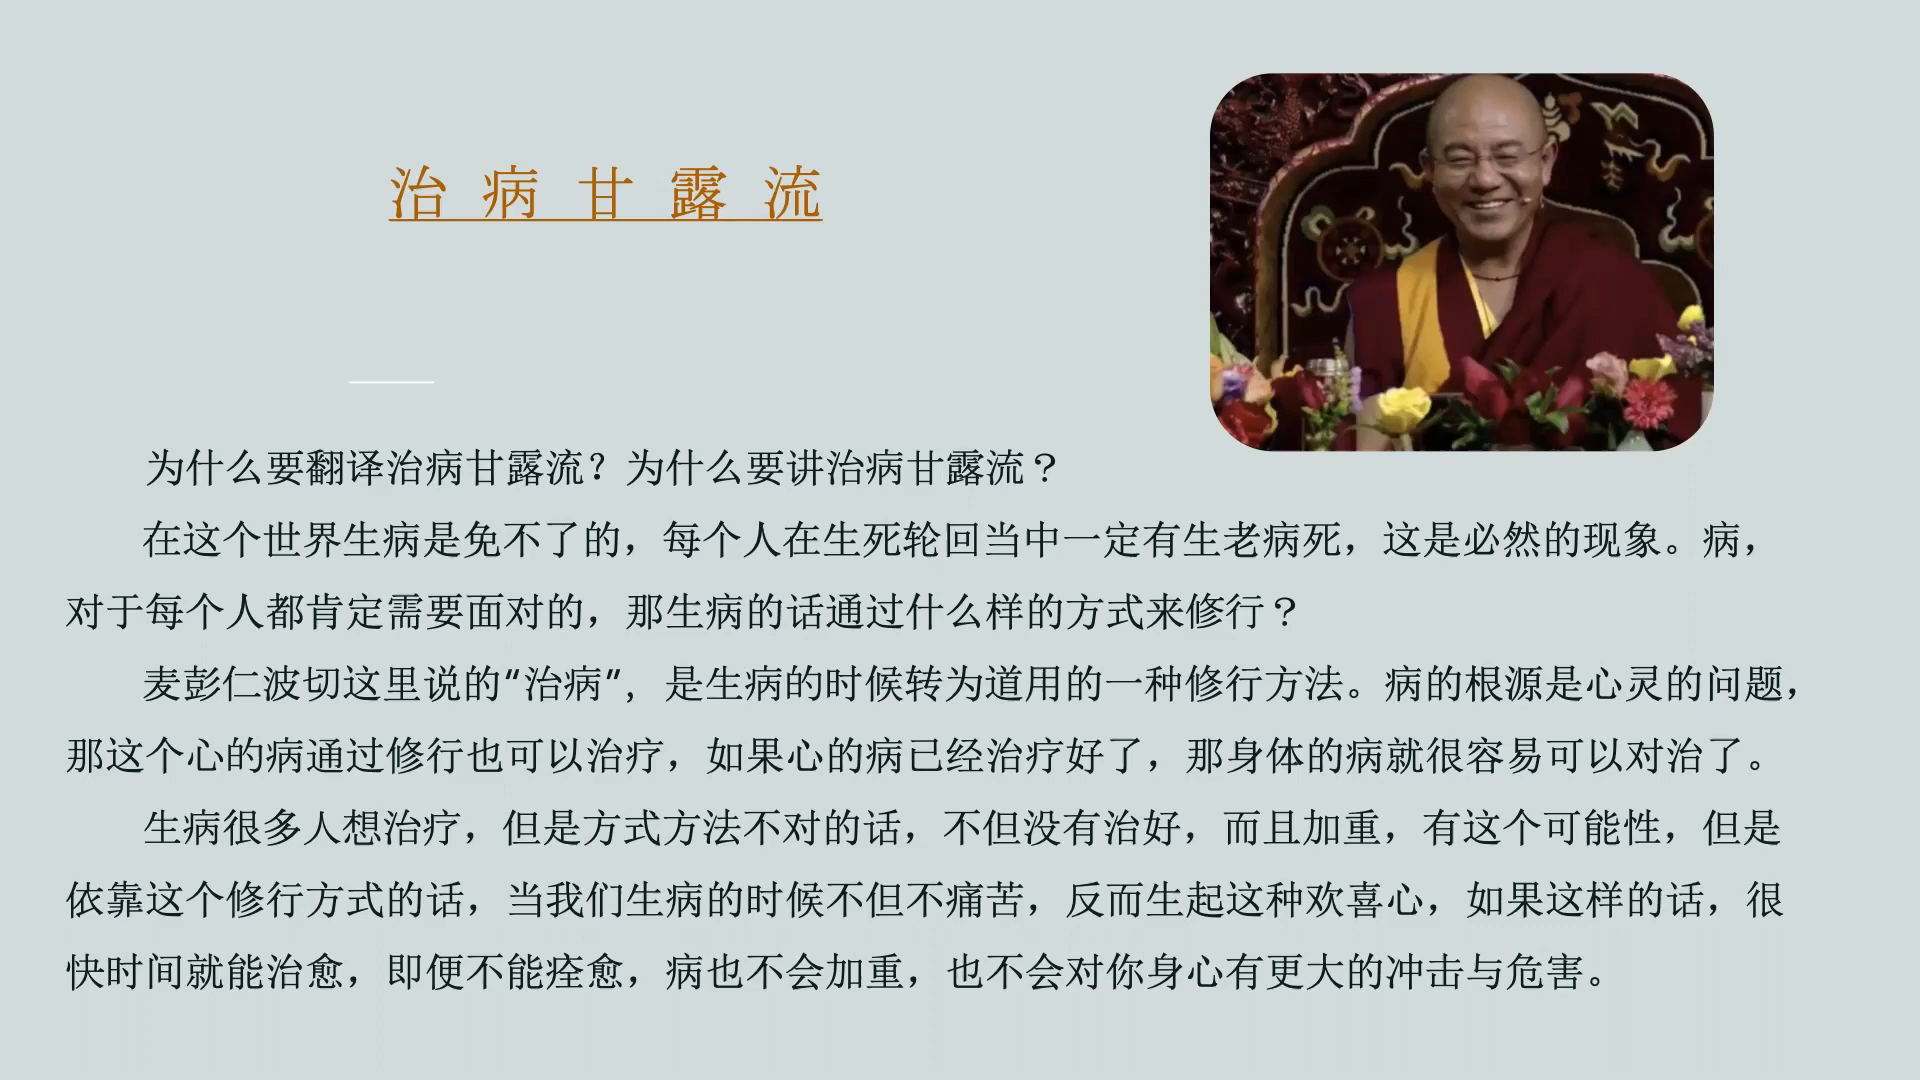 治 病 甘 露 流
为什么要翻译治病甘露流？为什么要讲治病甘露流？
在这个世界生病是免不了的，每个人在生死轮回当中一定有生老病死，这是必然的现象。病，
对于每个人都肯定需要面对的，那生病的话通过什么样的方式来修行？
麦彭仁波切这里说的"治病"，是生病的时候转为道用的一种修行方法。病的根源是心灵的问题，
那这个心的病通过修行也可以治疗，如果心的病已经治疗好了，那身体的病就很容易可以对治了。
生病很多人想治疗，但是方式方法不对的话，不但没有治好，而且加重，有这个可能性，但是
依靠这个修行方式的话，当我们生病的时候不但不痛苦，反而生起这种欢喜心，如果这样的话，很
快时间就能治愈，即便不能痊愈，病也不会加重，也不会对你身心有更大的冲击与危害。